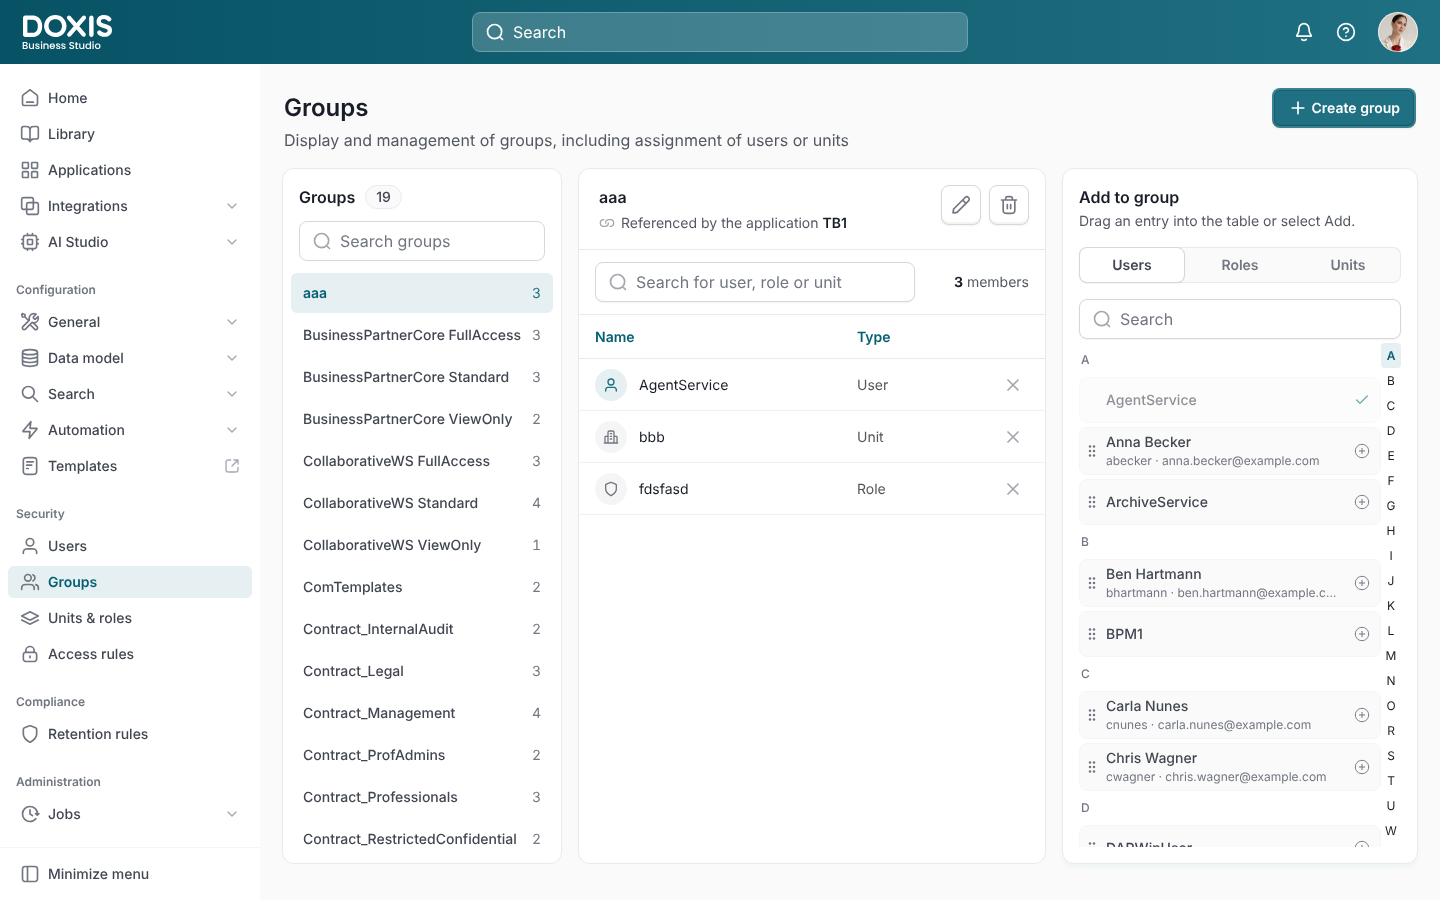 DOXIS
Business Studio
Search
Home
Library
Applications
Integrations
AI Studio
Configuration
General
Data model
Search
Automation
Templates
Security
Users
Groups
Units & roles
Access rules
Compliance
Retention rules
Administration
Jobs
Minimize menu
Groups
Display and management of groups, including assignment of users or units
Create group
Groups 19
Search groups
aaa 3
BusinessPartnerCore FullAccess 3
BusinessPartnerCore Standard 3
BusinessPartnerCore ViewOnly 2
CollaborativeWS FullAccess 3
CollaborativeWS Standard 4
CollaborativeWS ViewOnly 1
ComTemplates 2
Contract_InternalAudit 2
Contract_Legal 3
Contract_Management 4
Contract_ProfAdmins 2
Contract_Professionals 3
Contract_RestrictedConfidential 2
aaa
Referenced by the application TB1
Search for user, role or unit
3 members
Name Type
AgentService User
bbb Unit
fdsfasd Role
Add to group
Drag an entry into the table or select Add.
Users Roles Units
Search
A
AgentService
Anna Becker
abecker · anna.becker@example.com
ArchiveService
B
Ben Hartmann
bhartmann · ben.hartmann@example.c...
BPM1
C
Carla Nunes
cnunes · carla.nunes@example.com
Chris Wagner
cwagner · chris.wagner@example.com
D
A
B
C
D
E
F
G
H
I
J
K
L
M
N
O
R
S
T
U
W